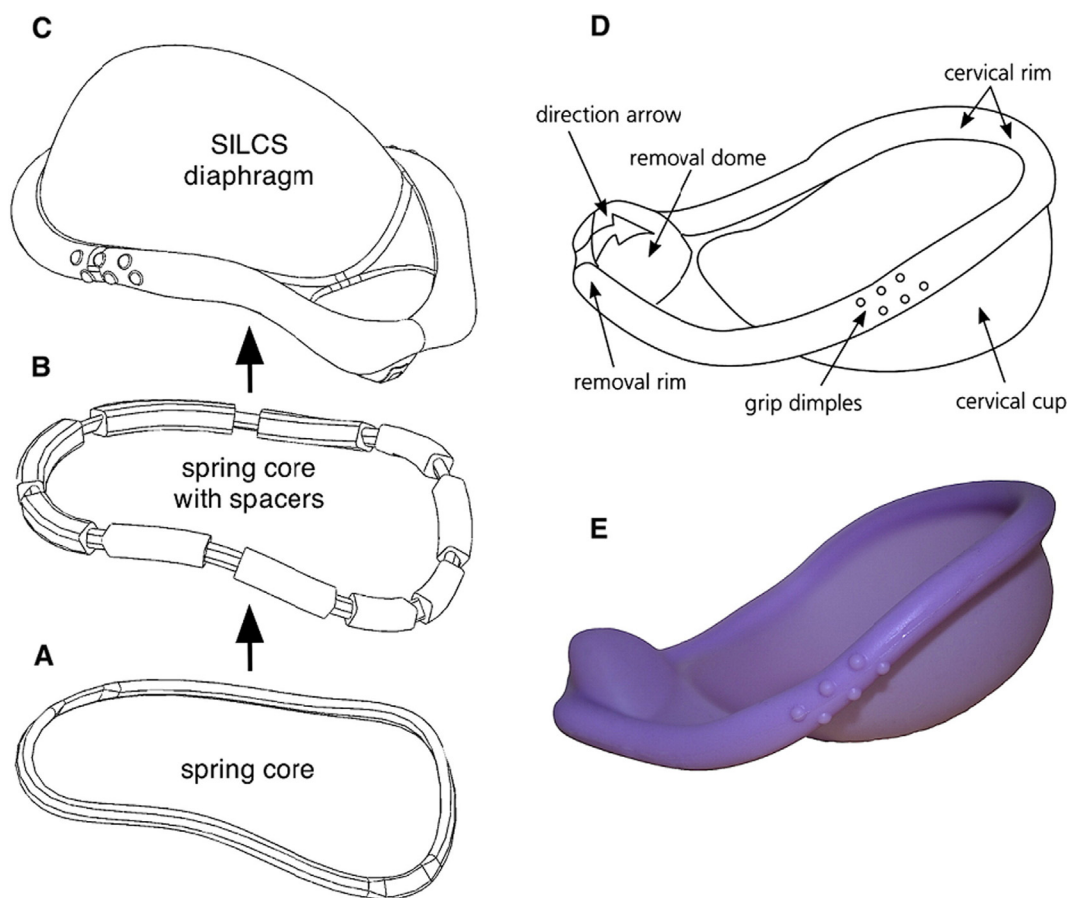 C
SILCS
diaphragm
B
spring core
with spacers
A
spring core
D
cervical rim
direction arrow
removal dome
removal rim
grip dimples
cervical cup
E